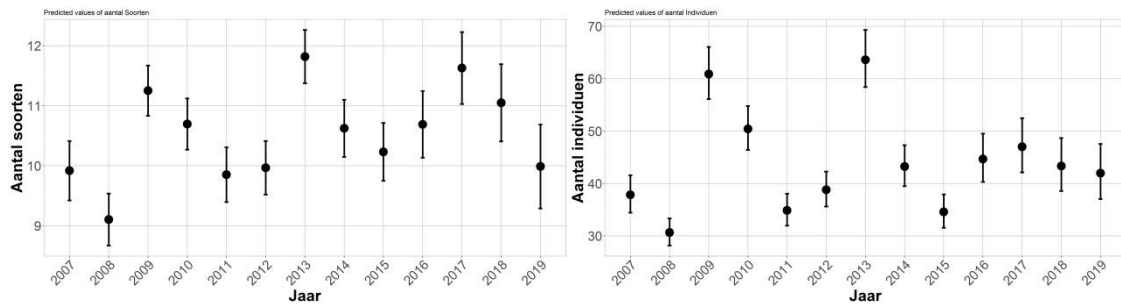 Predicted values of aantal Soorten
Aantal soorten
12
11
10
9
2007 2008 2009 2010 2011 2012 2013 2014 2015 2016 2017 2018 2019
Jaar
Predicted values of aantal Individuen
Aantal individuen
70
60
50
40
30
2007 2008 2009 2010 2011 2012 2013 2014 2015 2016 2017 2018 2019
Jaar